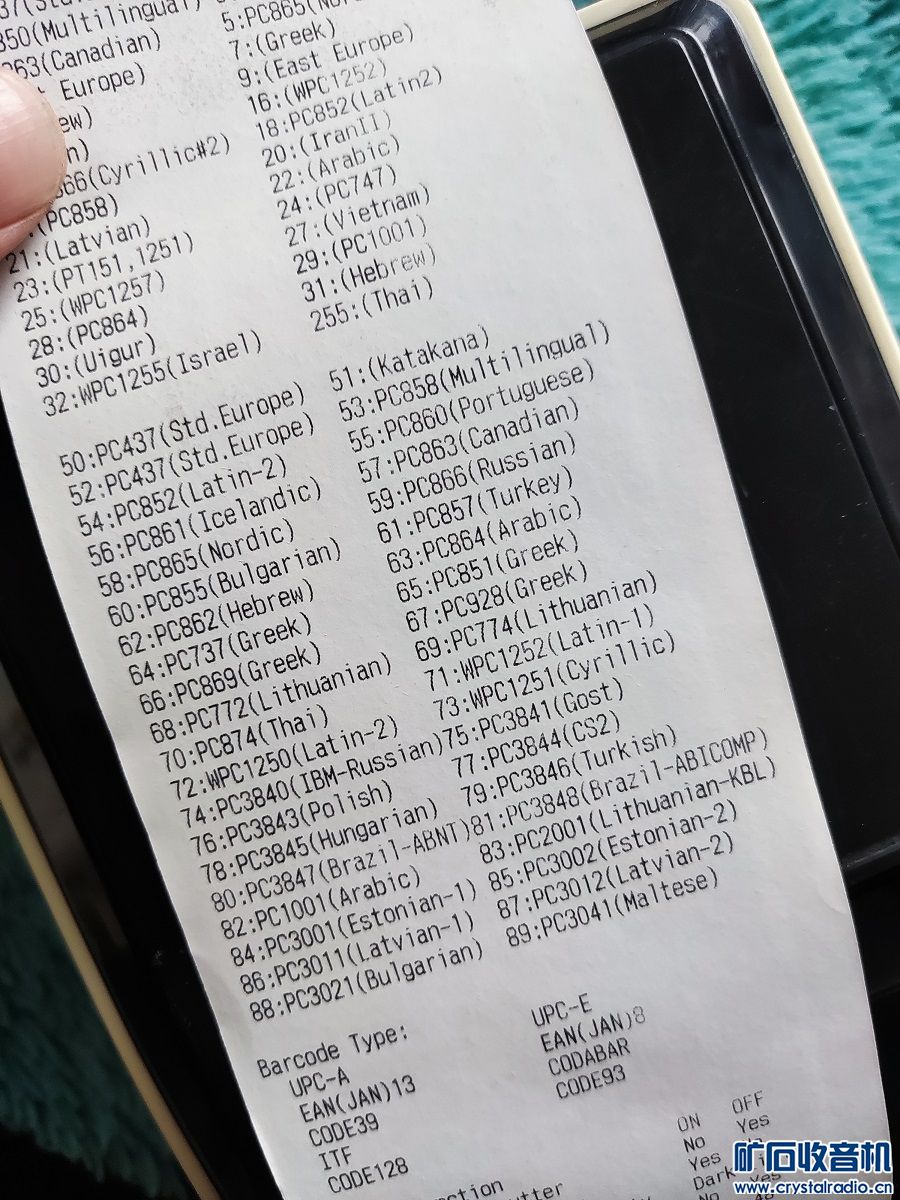 850(Multilingual)
863(Canadian) 7:(Greek)
Europe) 9:(East Europe)
16:(WPC1252)
18:PC852(Latin2)
66(Cyrillic#2) 20:(IranII)
:(PC858) 22:(Arabic)
21:(Latvian) 24:(PC747)
23:(PT151,1251) 27:(Vietnam)
25:(WPC1257) 29:(PC1001)
28:(PC864) 31:(Hebrew)
30:(Uigur) 255:(Thai)
32:WPC1255(Israel)
50:PC437(Std.Europe) 51:(Katakana)
52:PC437(Std.Europe) 53:PC858(Multilingual)
54:PC852(Latin-2) 55:PC860(Portuguese)
56:PC861(Icelandic) 57:PC863(Canadian)
58:PC865(Nordic) 59:PC866(Russian)
60:PC855(Bulgarian) 61:PC857(Turkey)
62:PC862(Hebrew) 63:PC864(Arabic)
64:PC737(Greek) 65:PC851(Greek)
66:PC869(Greek) 67:PC928(Greek)
68:PC772(Lithuanian) 69:PC774(Lithuanian)
70:PC874(Thai) 71:WPC1252(Latin-1)
72:WPC1250(Latin-2) 73:WPC1251(Cyrillic)
74:PC3840(IBM-Russian)75:PC3841(Gost)
76:PC3843(Polish) 77:PC3844(CS2)
78:PC3845(Hungarian) 79:PC3846(Turkish)
80:PC3847(Brazil-ABNT)81:PC3848(Brazil-ABICOMP)
82:PC1001(Arabic) 83:PC2001(Lithuanian-KBL)
84:PC3001(Estonian-1) 85:PC3002(Estonian-2)
86:PC3011(Latvian-1) 87:PC3012(Latvian-2)
88:PC3021(Bulgarian) 89:PC3041(Maltese)
Barcode Type:
UPC-A UPC-E
EAN(JAN)13 EAN(JAN)8
CODE39 CODABAR
ITF CODE93
CODE128
ON OFF
No Yes
Yes
Dark
矿石收音机
www.crystalradio.cn